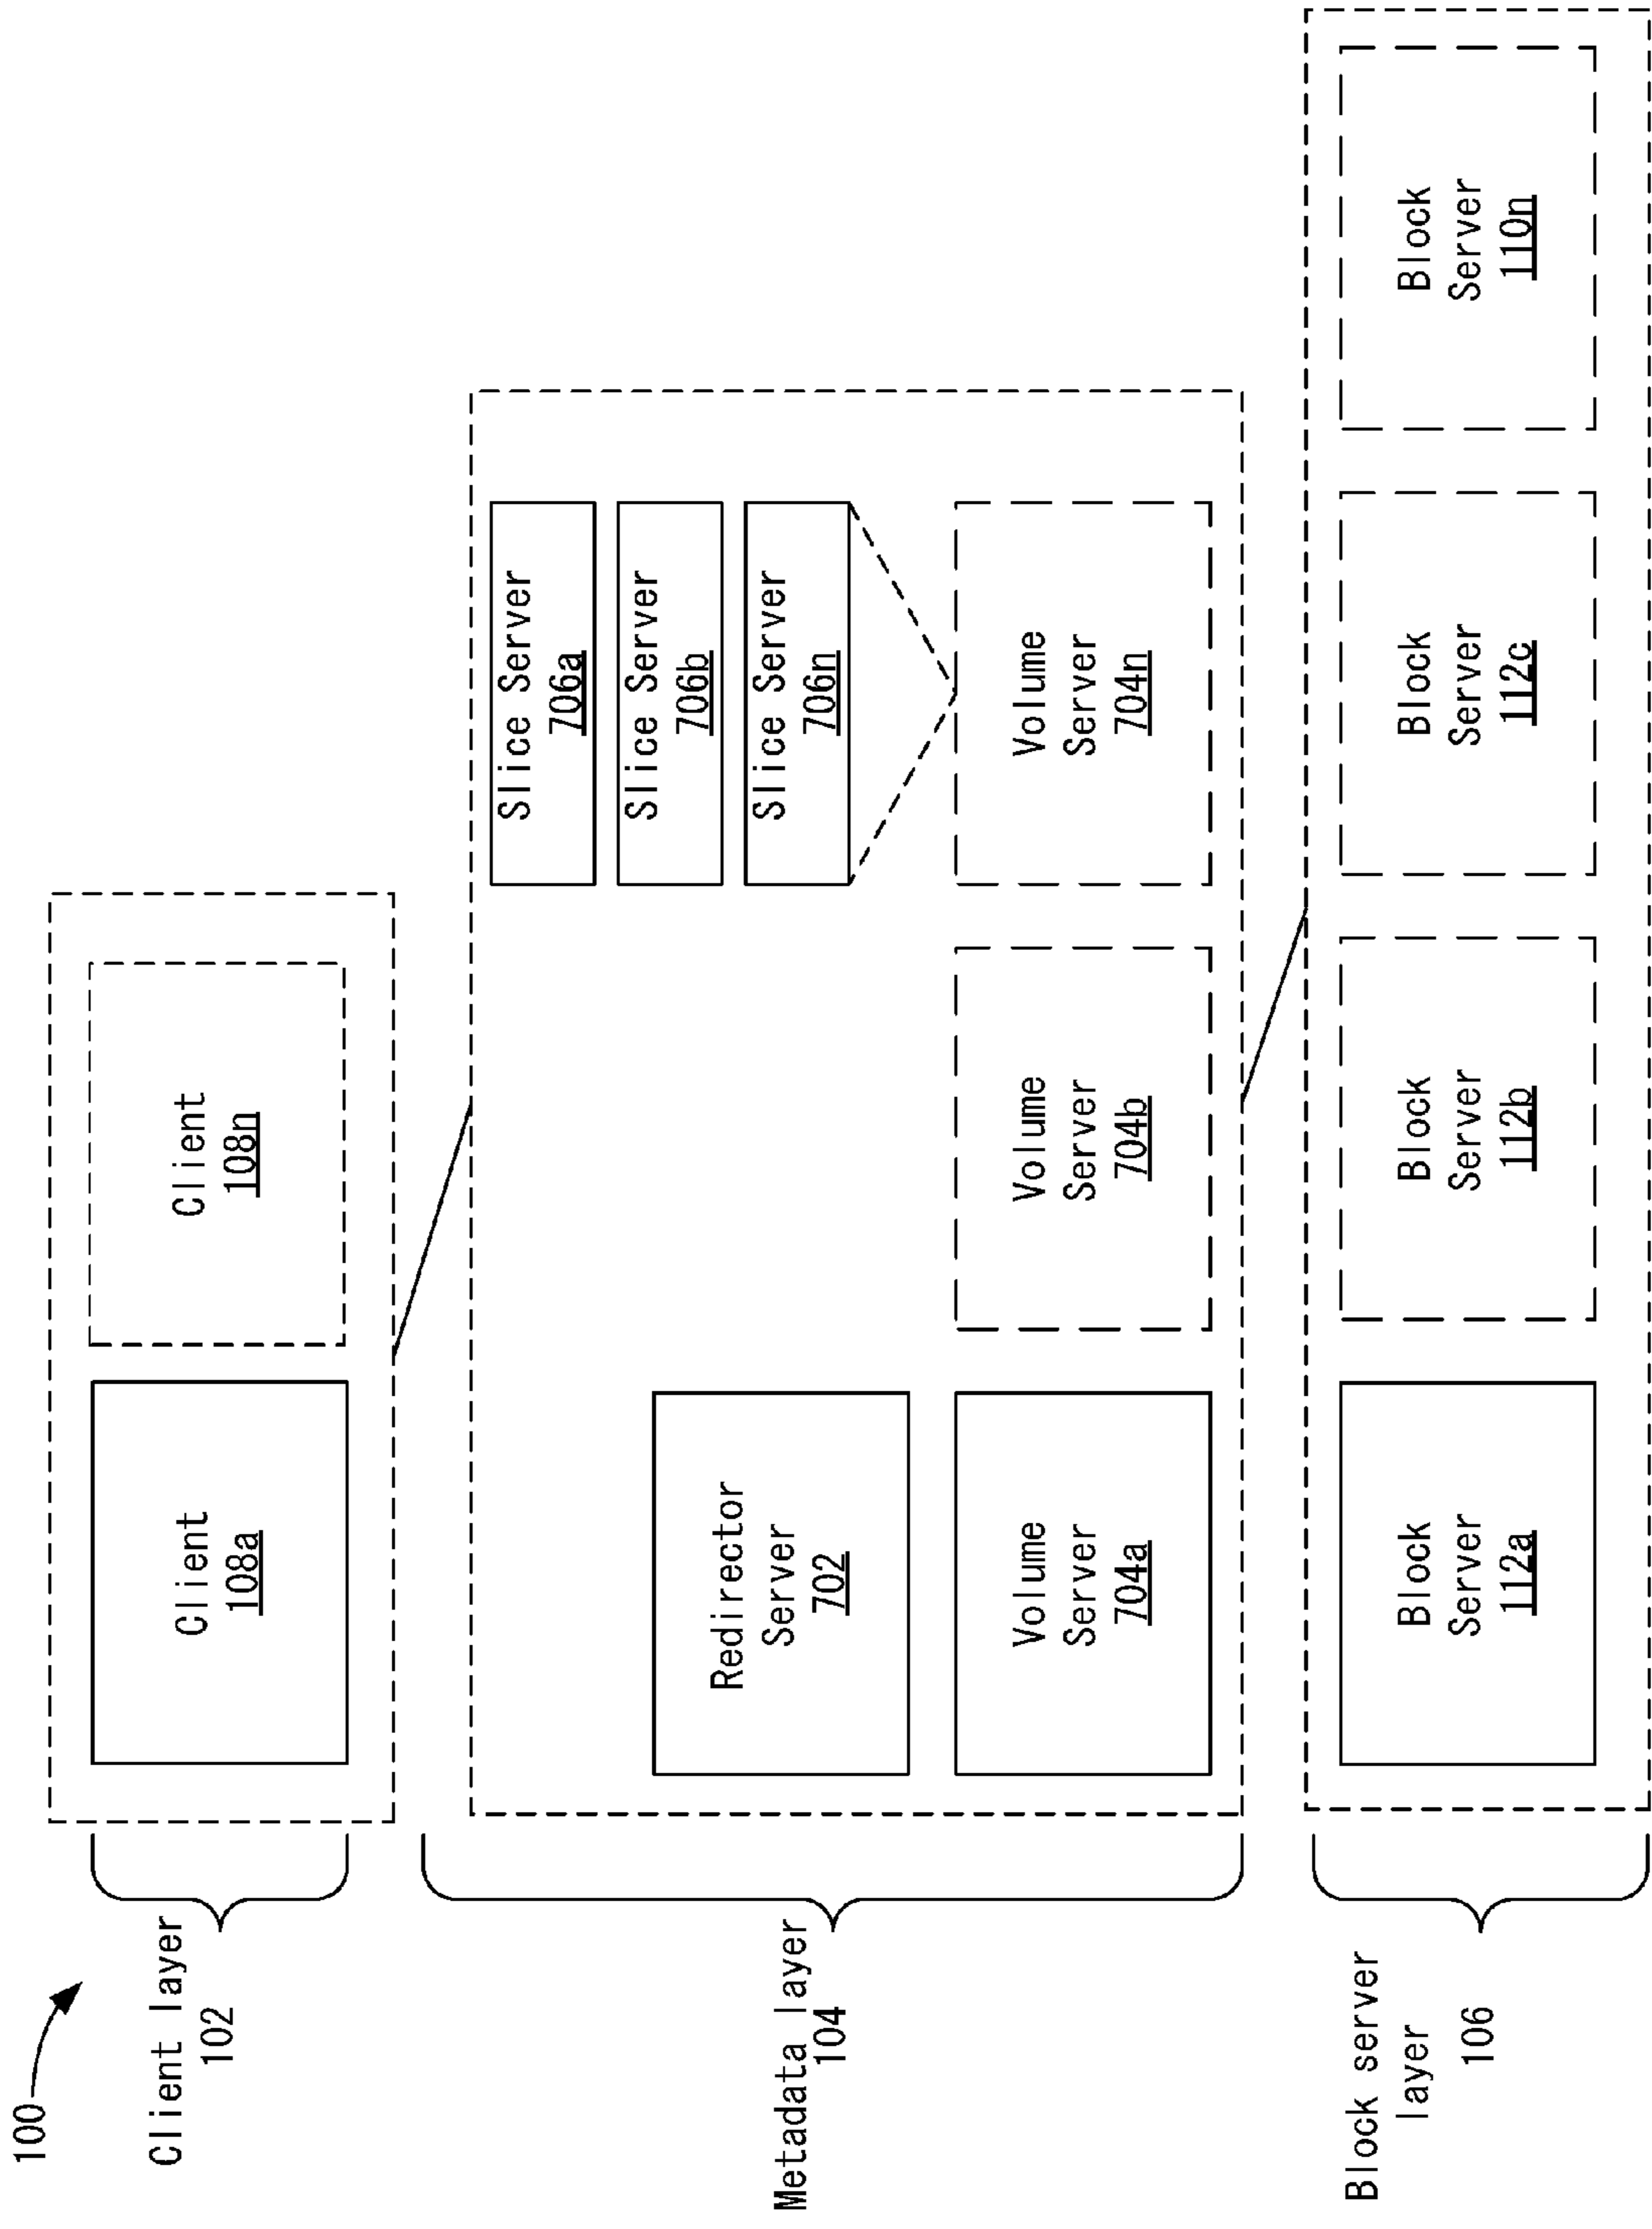 100
Client layer
102
Client
108a
Client
108n
Metadata layer
104
Redirector
Server
702
Slice Server
706a
Slice Server
706b
Slice Server
706n
Volume
Server
704a
Volume
Server
704b
Volume
Server
704n
Block server
layer
106
Block
Server
112a
Block
Server
112b
Block
Server
112c
Block
Server
110n